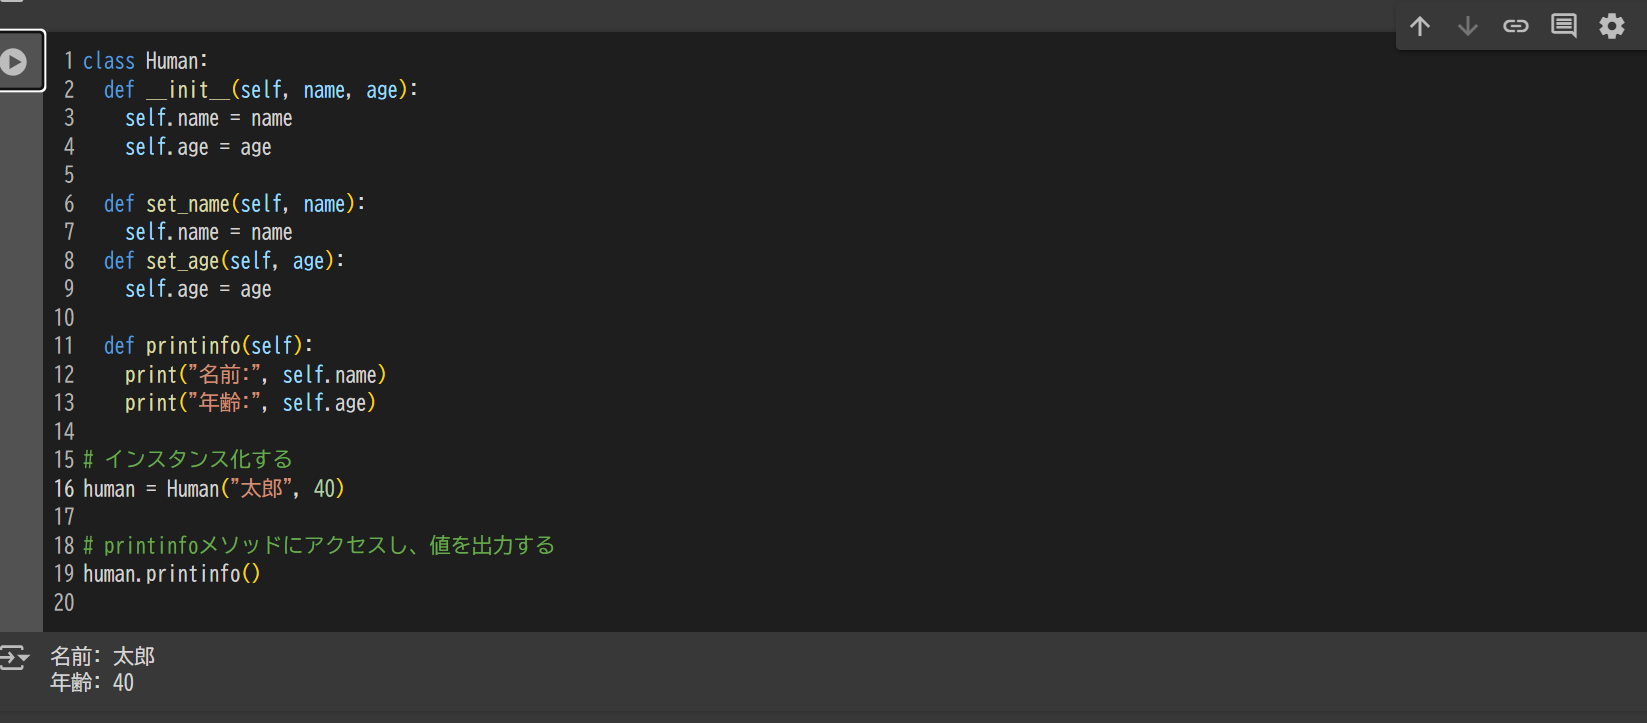 1 class Human:
2   def __init__(self, name, age):
3     self.name = name
4     self.age = age
5
6   def set_name(self, name):
7     self.name = name
8   def set_age(self, age):
9     self.age = age
10
11   def printinfo(self):
12     print("名前:", self.name)
13     print("年齢:", self.age)
14
15 # インスタンス化する
16 human = Human("太郎", 40)
17
18 # printinfoメソッドにアクセスし、値を出力する
19 human.printinfo()
20
名前: 太郎
年齢: 40